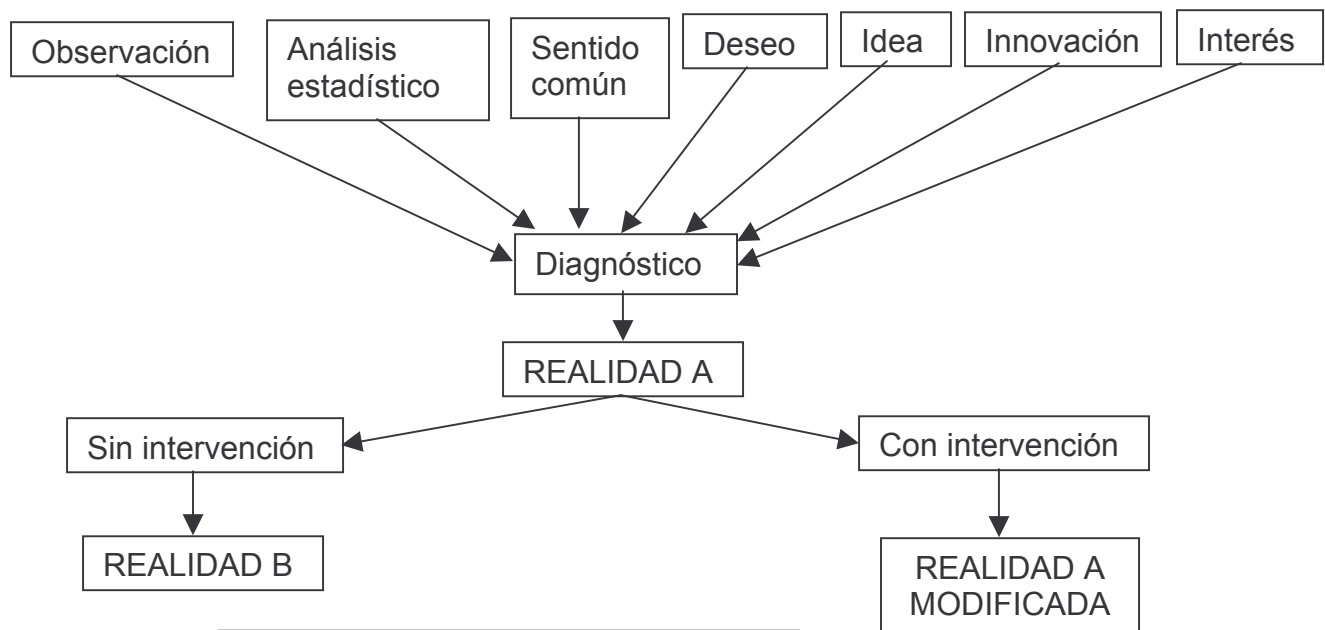 Observación
Análisis
estadístico
Sentido
común
Deseo
Idea
Innovación
Interés
Diagnóstico
REALIDAD A
Sin intervención
Con intervención
REALIDAD B
REALIDAD A
MODIFICADA